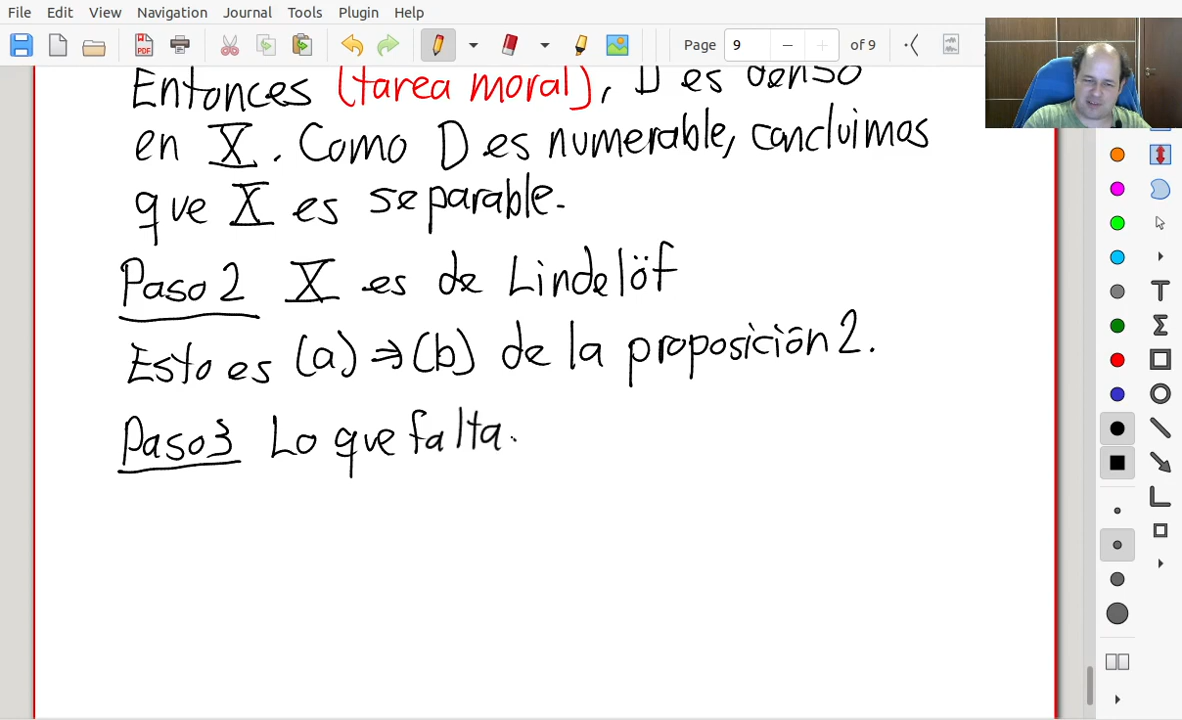 File Edit View Navigation Journal Tools Plugin Help
Page 9 of 9
Entonces (tarea moral), D es denso
en X. Como D es numerable, concluimos
que X es separable.
Paso 2 X es de Lindelöf
Esto es (a) ⇒ (b) de la proposición 2.
Paso 3 Lo que falta.